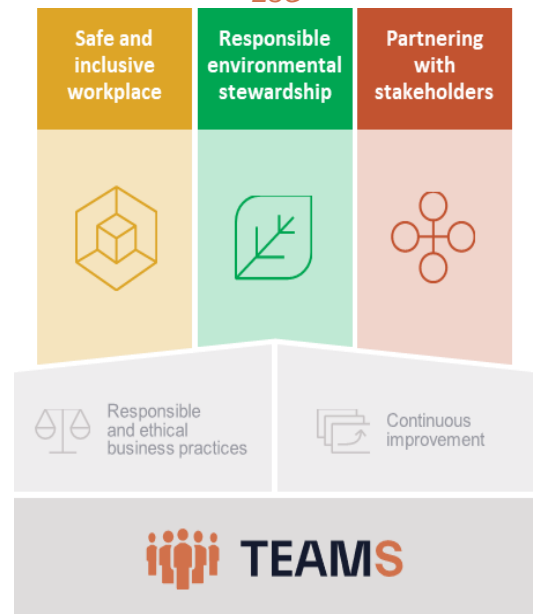 Safe and
inclusive
workplace
Responsible
environmental
stewardship
Partnering
with
stakeholders
Responsible
and ethical
business practices
Continuous
improvement
TEAMS